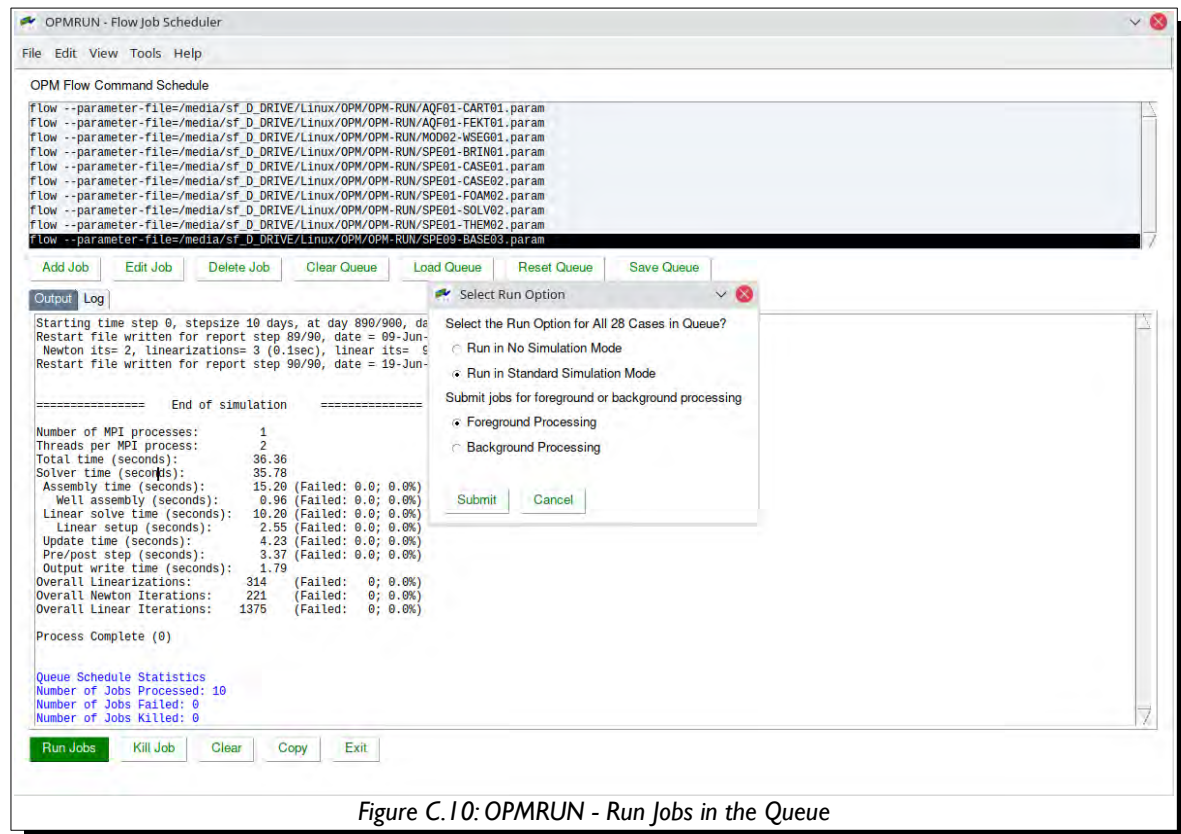 OPMRUN - Flow Job Scheduler
File Edit View Tools Help
OPM Flow Command Schedule
flow --parameter-file=/media/sf_D_DRIVE/Linux/OPM/OPM-RUN/AQF01-CART01.param
flow --parameter-file=/media/sf_D_DRIVE/Linux/OPM/OPM-RUN/AQF01-FEKT01.param
flow --parameter-file=/media/sf_D_DRIVE/Linux/OPM/OPM-RUN/MOD02-WSEG01.param
flow --parameter-file=/media/sf_D_DRIVE/Linux/OPM/OPM-RUN/SPE01-BRIN01.param
flow --parameter-file=/media/sf_D_DRIVE/Linux/OPM/OPM-RUN/SPE01-CASE01.param
flow --parameter-file=/media/sf_D_DRIVE/Linux/OPM/OPM-RUN/SPE01-CASE02.param
flow --parameter-file=/media/sf_D_DRIVE/Linux/OPM/OPM-RUN/SPE01-FOAM02.param
flow --parameter-file=/media/sf_D_DRIVE/Linux/OPM/OPM-RUN/SPE01-SOLV02.param
flow --parameter-file=/media/sf_D_DRIVE/Linux/OPM/OPM-RUN/SPE01-THEM02.param
flow --parameter-file=/media/sf_D_DRIVE/Linux/OPM/OPM-RUN/SPE09-BASE03.param
Add Job Edit Job Delete Job Clear Queue Load Queue Reset Queue Save Queue
Output Log
Starting time step 0, stepsize 10 days, at day 890/900, da
Restart file written for report step 89/90, date = 09-Jun-
Newton its= 2, linearizations= 3 (0.1sec), linear its= 9
Restart file written for report step 90/90, date = 19-Jun-
================ End of simulation ===============
Number of MPI processes: 1
Threads per MPI process: 2
Total time (seconds): 36.36
Solver time (seconds): 35.78
Assembly time (seconds): 15.20 (Failed: 0.0; 0.0%)
Well assembly (seconds): 0.96 (Failed: 0.0; 0.0%)
Linear solve time (seconds): 10.20 (Failed: 0.0; 0.0%)
Linear setup (seconds): 2.55 (Failed: 0.0; 0.0%)
Update time (seconds): 4.23 (Failed: 0.0; 0.0%)
Pre/post step (seconds): 3.37 (Failed: 0.0; 0.0%)
Output write time (seconds): 1.79
Overall Linearizations: 314 (Failed: 0; 0.0%)
Overall Newton Iterations: 221 (Failed: 0; 0.0%)
Overall Linear Iterations: 1375 (Failed: 0; 0.0%)
Process Complete (0)
Queue Schedule Statistics
Number of Jobs Processed: 10
Number of Jobs Failed: 0
Number of Jobs Killed: 0
Select Run Option
Select the Run Option for All 28 Cases in Queue?
Run in No Simulation Mode
Run in Standard Simulation Mode
Submit jobs for foreground or background processing
Foreground Processing
Background Processing
Submit Cancel
Run Jobs Kill Job Clear Copy Exit
Figure C.10: OPMRUN - Run Jobs in the Queue